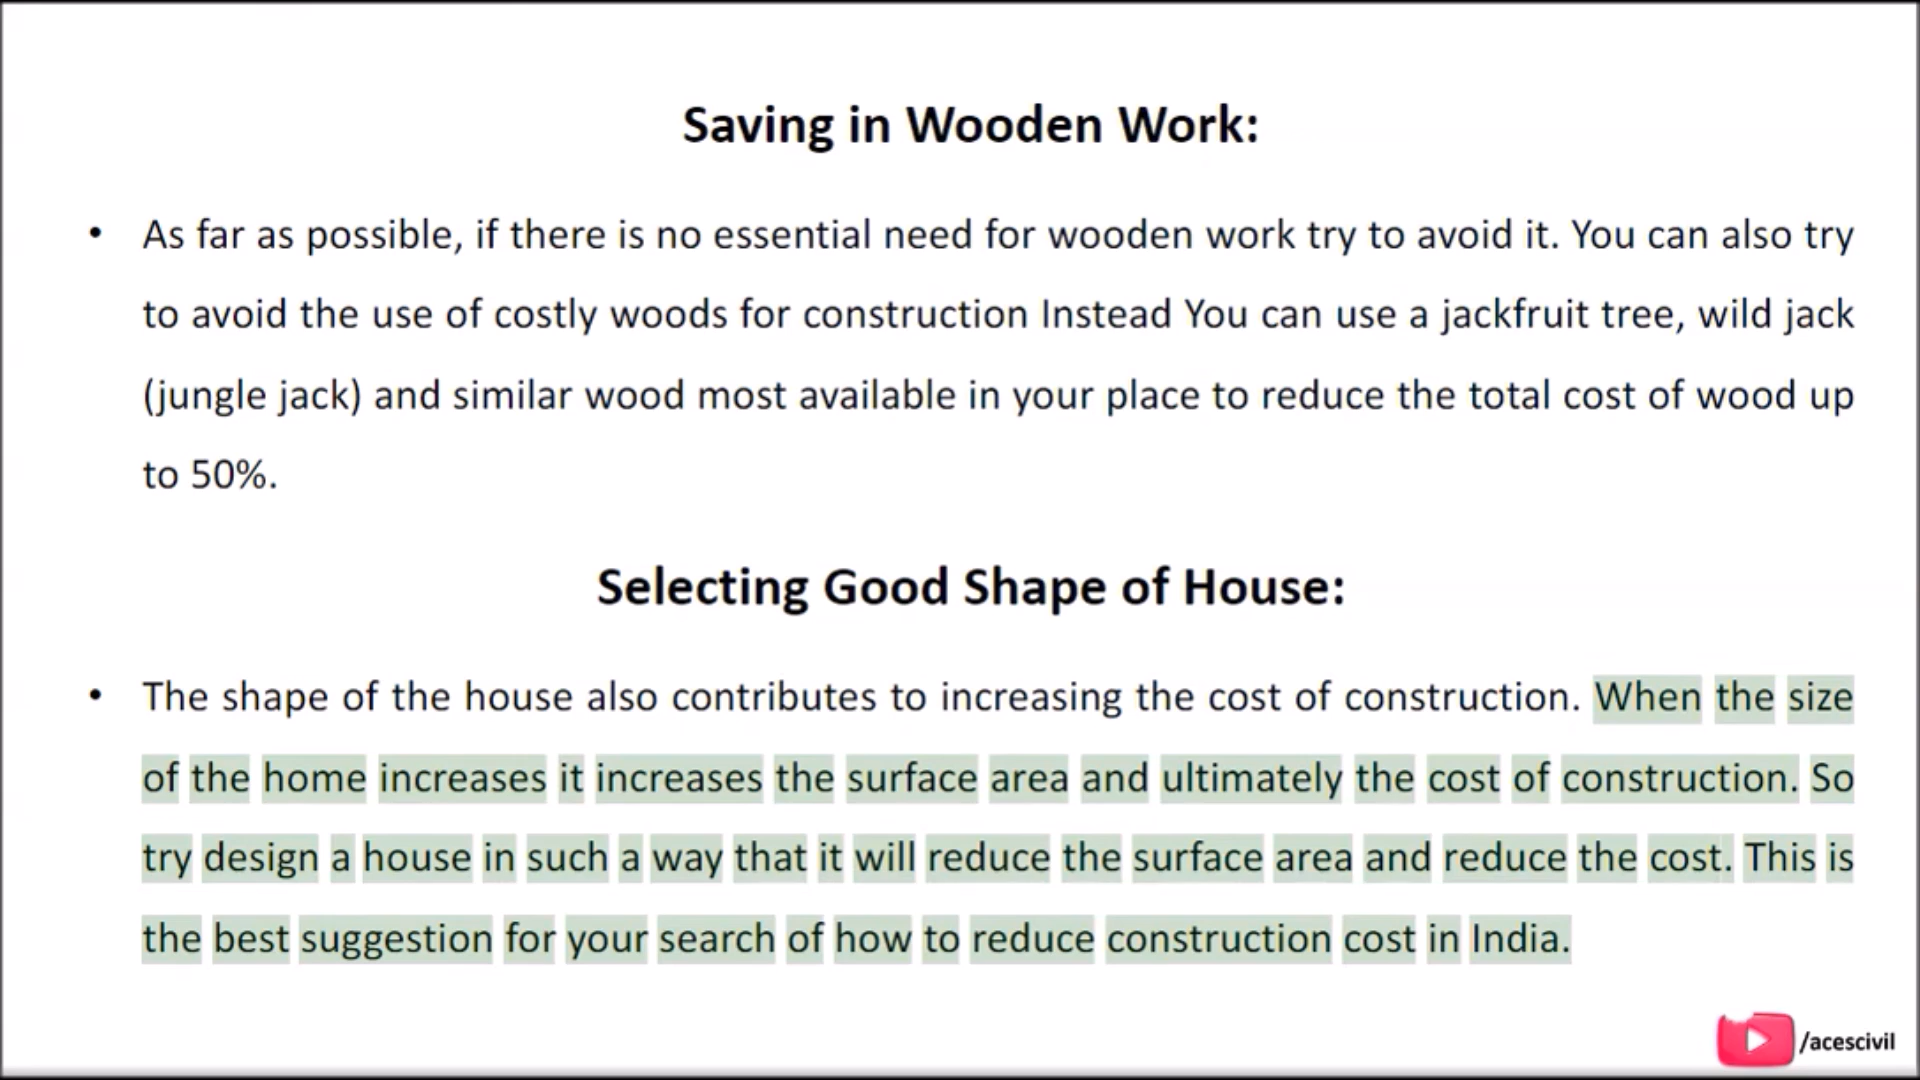 Saving in Wooden Work:
• As far as possible, if there is no essential need for wooden work try to avoid it. You can also try
to avoid the use of costly woods for construction Instead You can use a jackfruit tree, wild jack
(jungle jack) and similar wood most available in your place to reduce the total cost of wood up
to 50%.
Selecting Good Shape of House:
• The shape of the house also contributes to increasing the cost of construction. When the size
of the home increases it increases the surface area and ultimately the cost of construction. So
try design a house in such a way that it will reduce the surface area and reduce the cost. This is
the best suggestion for your search of how to reduce construction cost in India.
/acescivil